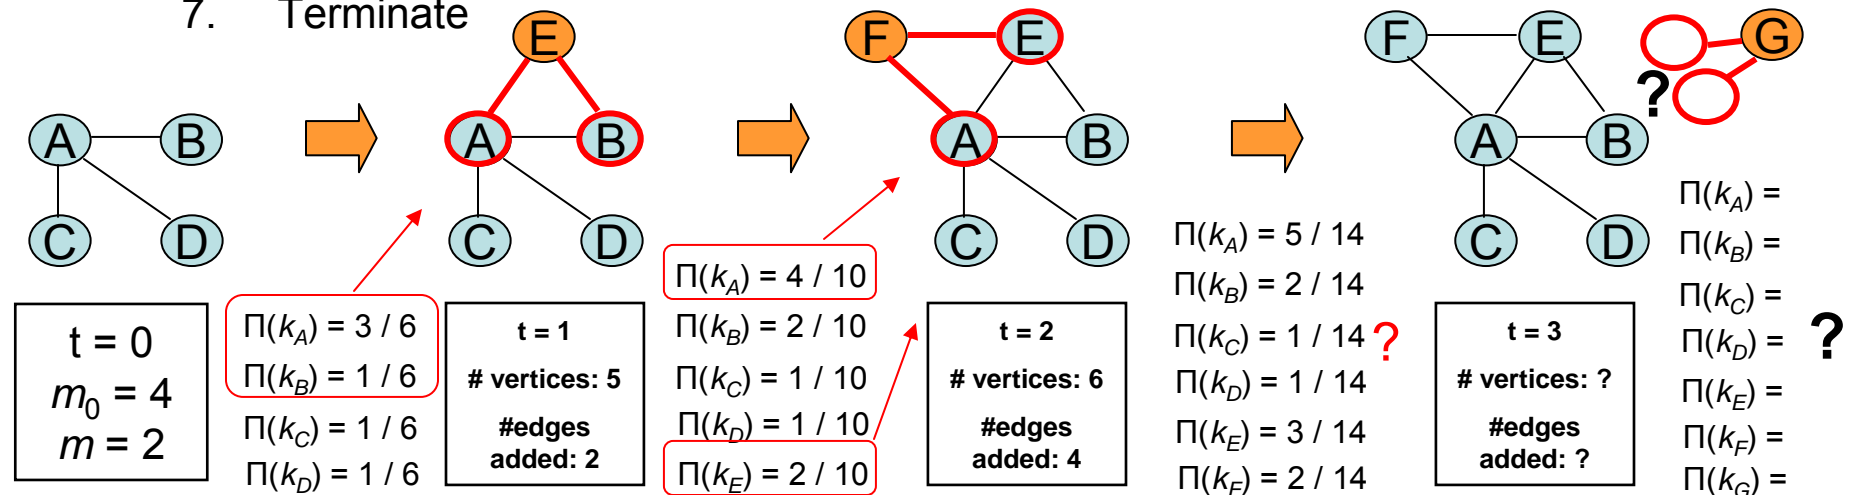 7. Terminate
A
B
C
D
t = 0
m0 = 4
m = 2
Π(kA) = 3 / 6
Π(kB) = 1 / 6
Π(kC) = 1 / 6
Π(kD) = 1 / 6
E
A
B
C
D
t = 1
# vertices: 5
#edges
added: 2
Π(kA) = 4 / 10
Π(kB) = 2 / 10
Π(kC) = 1 / 10
Π(kD) = 1 / 10
Π(kE) = 2 / 10
F
E
A
B
C
D
t = 2
# vertices: 6
#edges
added: 4
Π(kA) = 5 / 14
Π(kB) = 2 / 14
Π(kC) = 1 / 14 ?
Π(kD) = 1 / 14
Π(kE) = 3 / 14
Π(kF) = 2 / 14
F
E
G
?
A
B
C
D
t = 3
# vertices: ?
#edges
added: ?
Π(kA) =
Π(kB) =
Π(kC) =
Π(kD) = ?
Π(kE) =
Π(kF) =
Π(kG) =